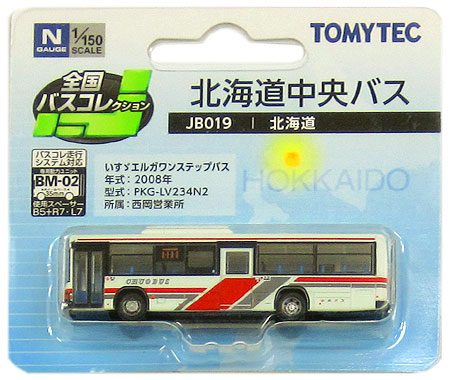 N
GAUGE
1/150
SCALE
TOMYTEC
全国
バスコレクション
北海道中央バス
JB019 | 北海道
バスコレ走行
システム対応
専用動力ユニット
BM-02
35mm
使用スペーサー
B5+R7・L7
いすゞエルガワンステップバス
年式:2008年
型式:PKG-LV234N2
所属:西岡営業所
HOKKAIDO
CHUOBUS